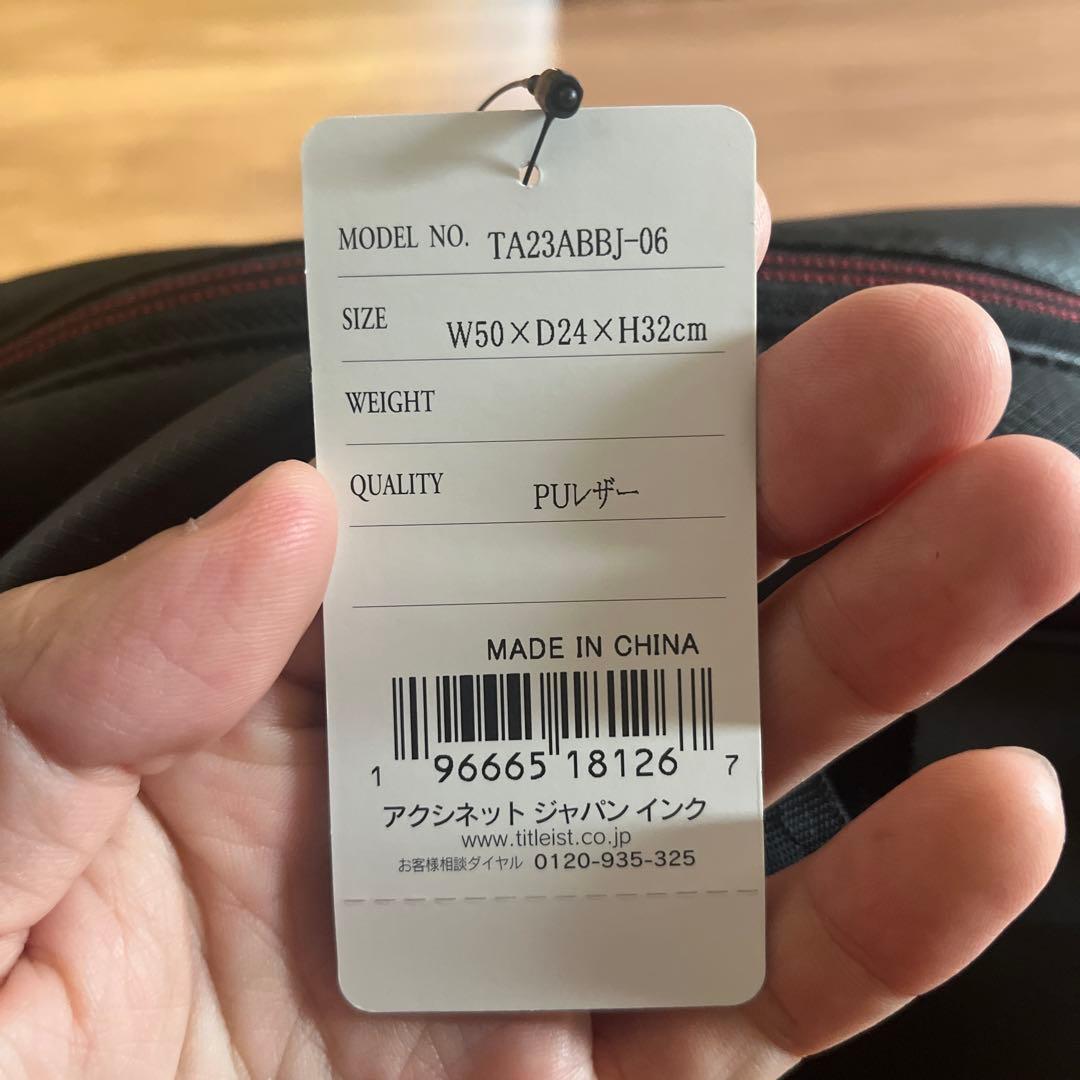 MODEL NO. TA23ABBJ-06
SIZE W50×D24×H32cm
WEIGHT
QUALITY PUレザー
MADE IN CHINA
1 96665 18126 7
アクシネット ジャパン インク
www.titleist.co.jp
お客様相談ダイヤル 0120-935-325